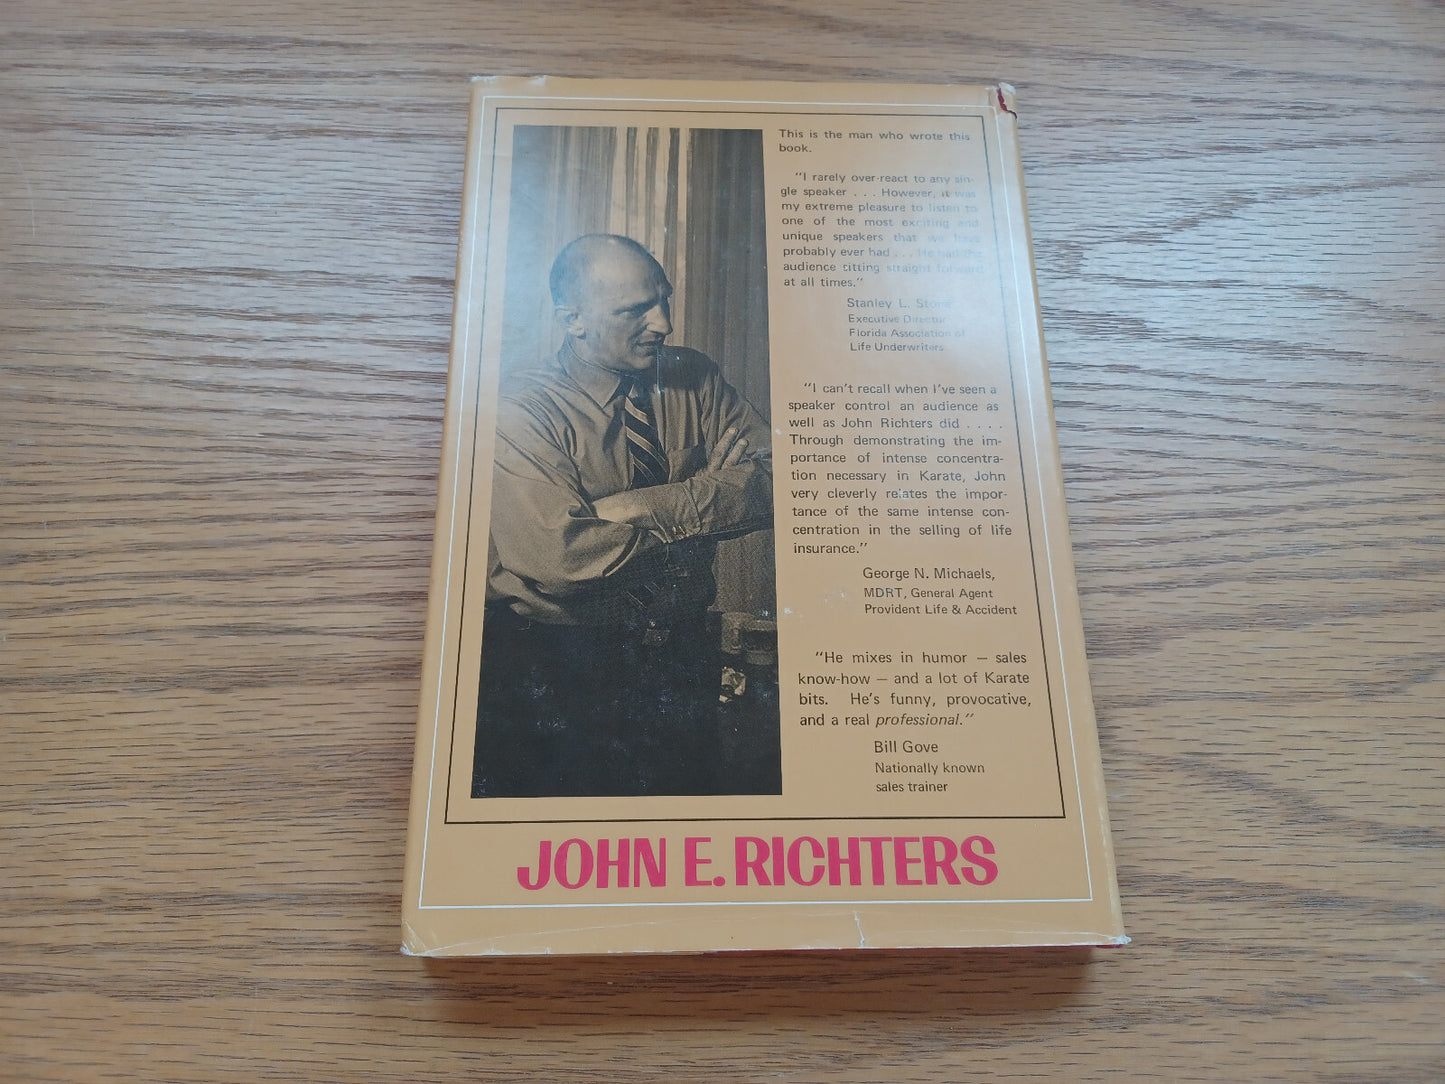 This is the man who wrote this
book.
"I rarely over-react to any sin-
gle speaker . . . However, it was
my extreme pleasure to listen to
one of the most exciting and
unique speakers that we have
probably ever had . . . He had the
audience sitting straight forward
at all times."
Stanley L. Stone
Executive Director
Florida Association of
Life Underwriters
"I can't recall when I've seen a
speaker control an audience as
well as John Richters did . . . .
Through demonstrating the im-
portance of intense concentra-
tion necessary in Karate, John
very cleverly relates the impor-
tance of the same intense con-
centration in the selling of life
insurance."
George N. Michaels,
MDRT, General Agent
Provident Life & Accident
"He mixes in humor — sales
know-how — and a lot of Karate
bits. He's funny, provocative,
and a real professional."
Bill Gove
Nationally known
sales trainer
JOHN E. RICHTERS